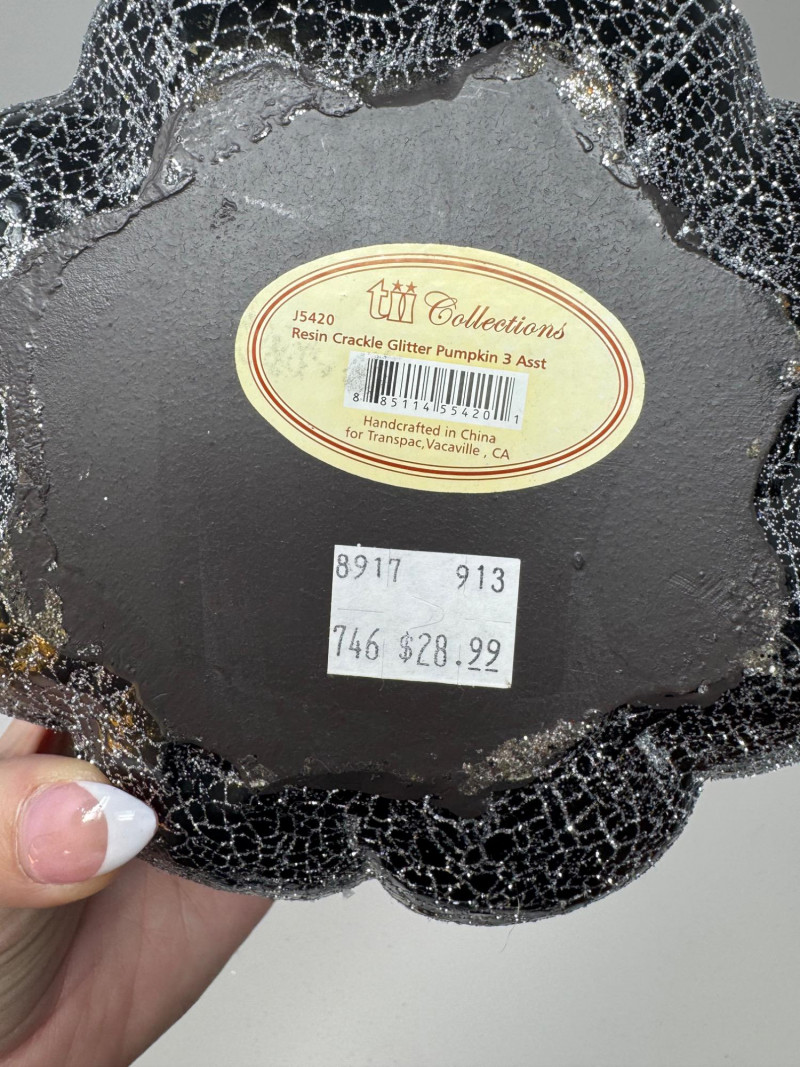 tii Collections
J5420
Resin Crackle Glitter Pumpkin 3 Asst
8 85114 55420 1
Handcrafted in China
for Transpac, Vacaville , CA
8917 913
746 $28.99